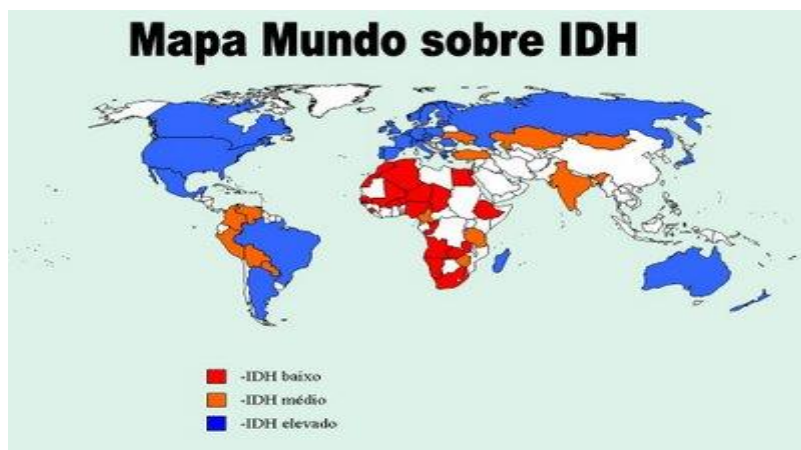 Mapa Mundo sobre IDH
-IDH baixo
-IDH médio
-IDH elevado